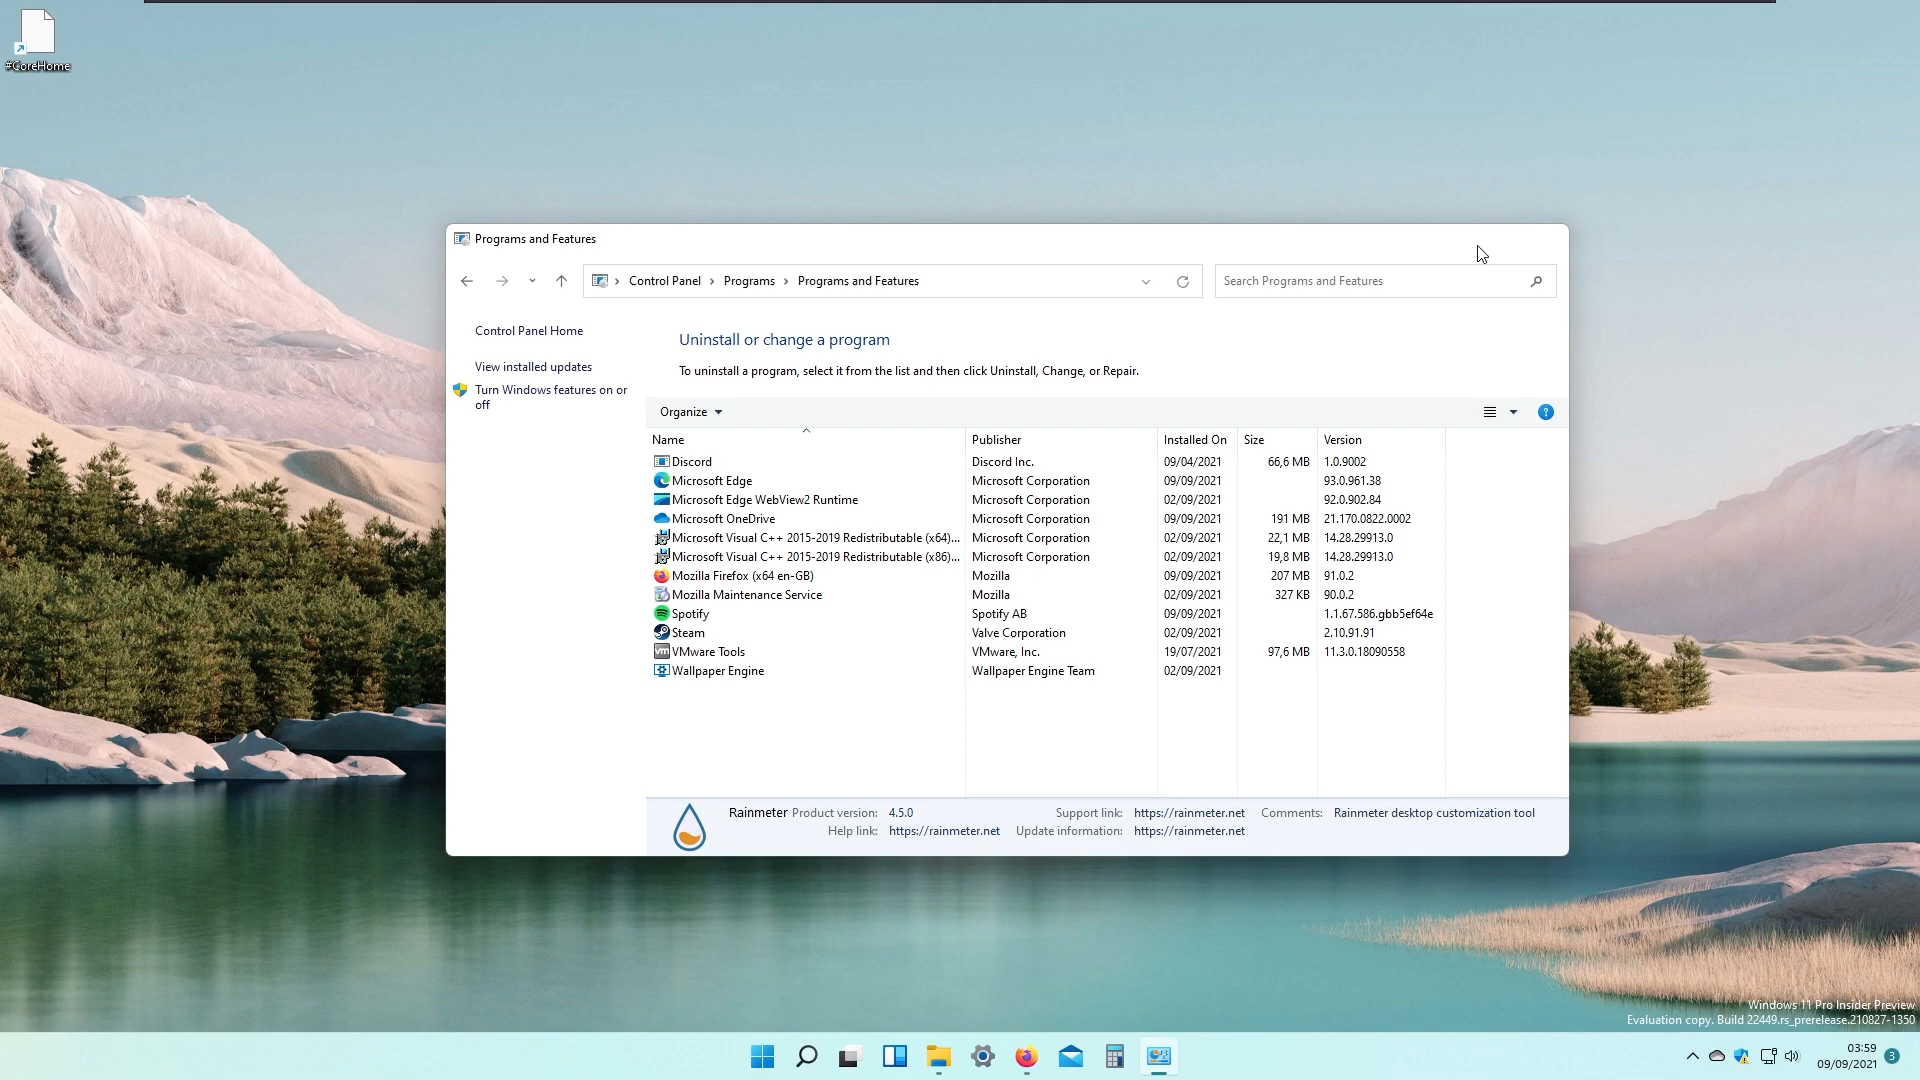 #CoreHome
Programs and Features
Control Panel > Programs > Programs and Features
Search Programs and Features
Control Panel Home
View installed updates
Turn Windows features on or
off
Uninstall or change a program
To uninstall a program, select it from the list and then click Uninstall, Change, or Repair.
Organize
?
Name Publisher Installed On Size Version
Discord Discord Inc. 09/04/2021 66,6 MB 1.0.9002
Microsoft Edge Microsoft Corporation 09/09/2021 93.0.961.38
Microsoft Edge WebView2 Runtime Microsoft Corporation 02/09/2021 92.0.902.84
Microsoft OneDrive Microsoft Corporation 09/09/2021 191 MB 21.170.0822.0002
Microsoft Visual C++ 2015-2019 Redistributable (x64)... Microsoft Corporation 02/09/2021 22,1 MB 14.28.29913.0
Microsoft Visual C++ 2015-2019 Redistributable (x86)... Microsoft Corporation 02/09/2021 19,8 MB 14.28.29913.0
Mozilla Firefox (x64 en-GB) Mozilla 09/09/2021 207 MB 91.0.2
Mozilla Maintenance Service Mozilla 02/09/2021 327 KB 90.0.2
Spotify Spotify AB 09/09/2021 1.1.67.586.gbb5ef64e
Steam Valve Corporation 02/09/2021 2.10.91.91
vm VMware Tools VMware, Inc. 19/07/2021 97,6 MB 11.3.0.18090558
Wallpaper Engine Wallpaper Engine Team 02/09/2021
Rainmeter Product version: 4.5.0 Support link: https://rainmeter.net Comments: Rainmeter desktop customization tool
Help link: https://rainmeter.net Update information: https://rainmeter.net
Windows 11 Pro Insider Preview
Evaluation copy. Build 22449.rs_prerelease.210827-1350
03:59
09/09/2021
3